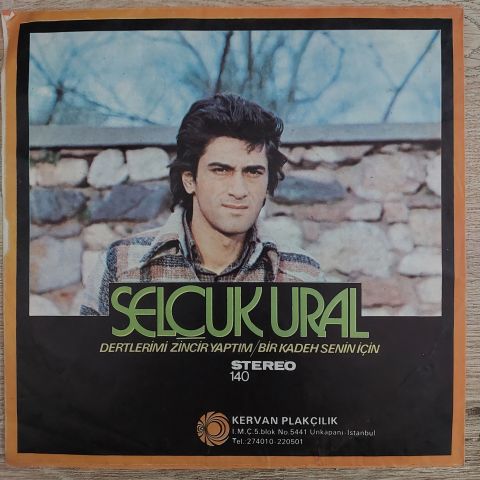 SELÇUK URAL
DERTLERİMİ ZİNCİR YAPTIM/BİR KADEH SENİN İÇİN
STEREO
140
KERVAN PLAKÇILIK
I.M.Ç.5.blok No.5441 Unkapanı-İstanbul
Tel.:274010-220501